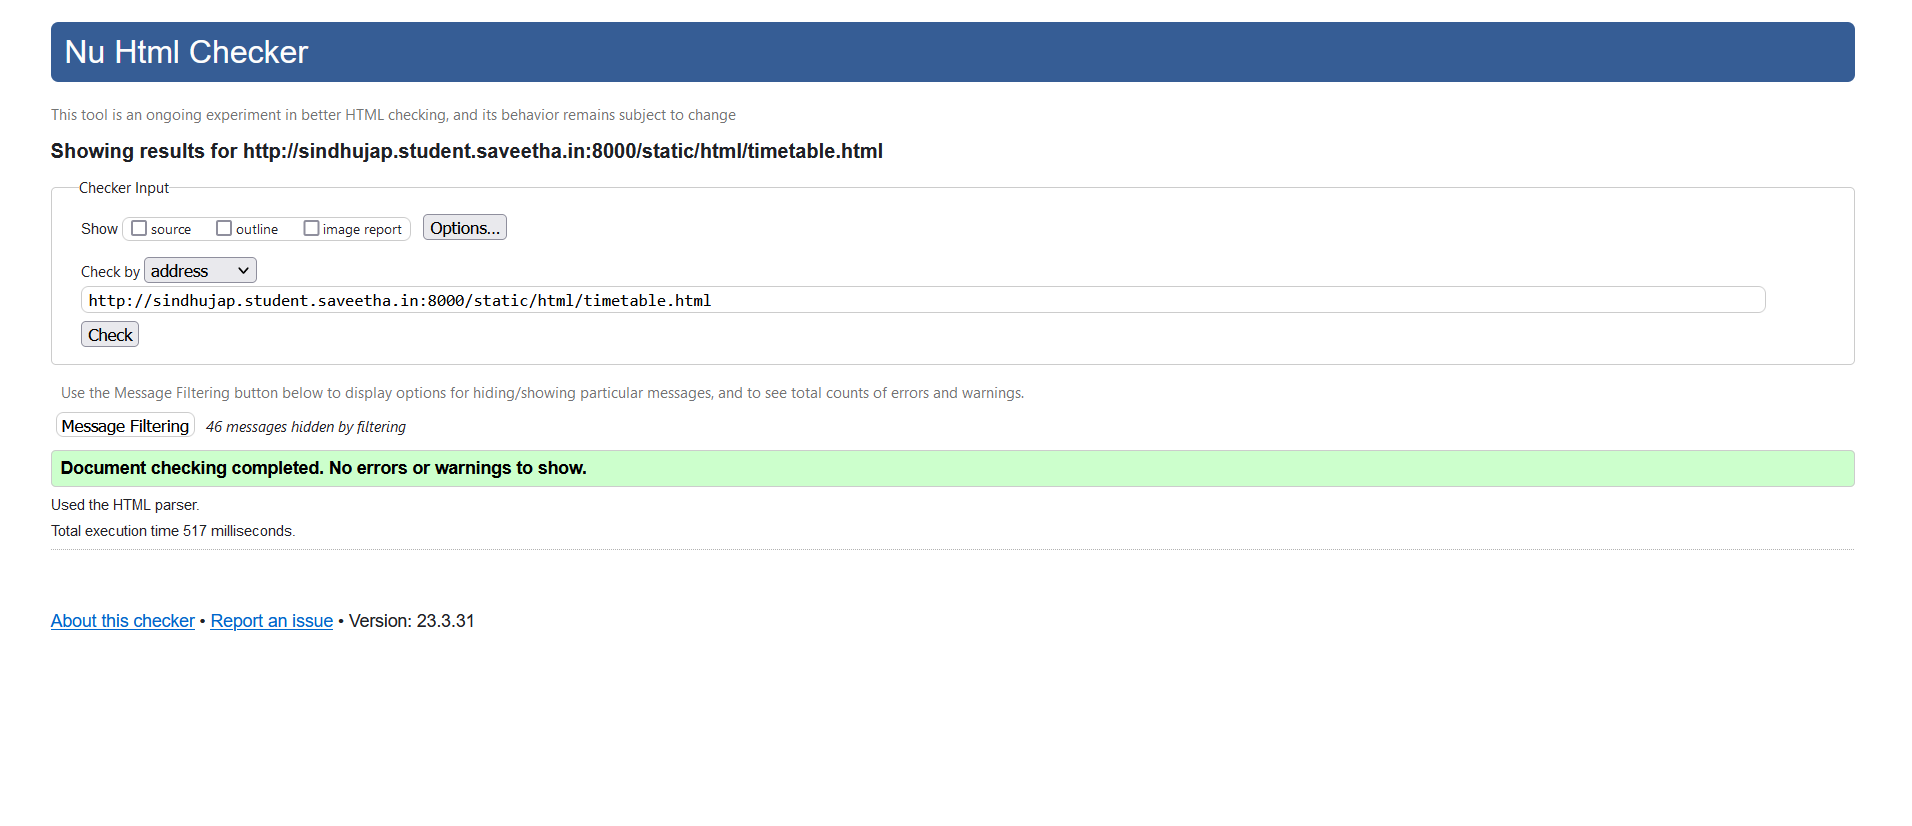 Nu Html Checker
This tool is an ongoing experiment in better HTML checking, and its behavior remains subject to change
Showing results for http://sindhujap.student.saveetha.in:8000/static/html/timetable.html
Checker Input
Show source outline image report Options...
Check by address
http://sindhujap.student.saveetha.in:8000/static/html/timetable.html
Check
Use the Message Filtering button below to display options for hiding/showing particular messages, and to see total counts of errors and warnings.
Message Filtering 46 messages hidden by filtering
Document checking completed. No errors or warnings to show.
Used the HTML parser.
Total execution time 517 milliseconds.
About this checker • Report an issue • Version: 23.3.31